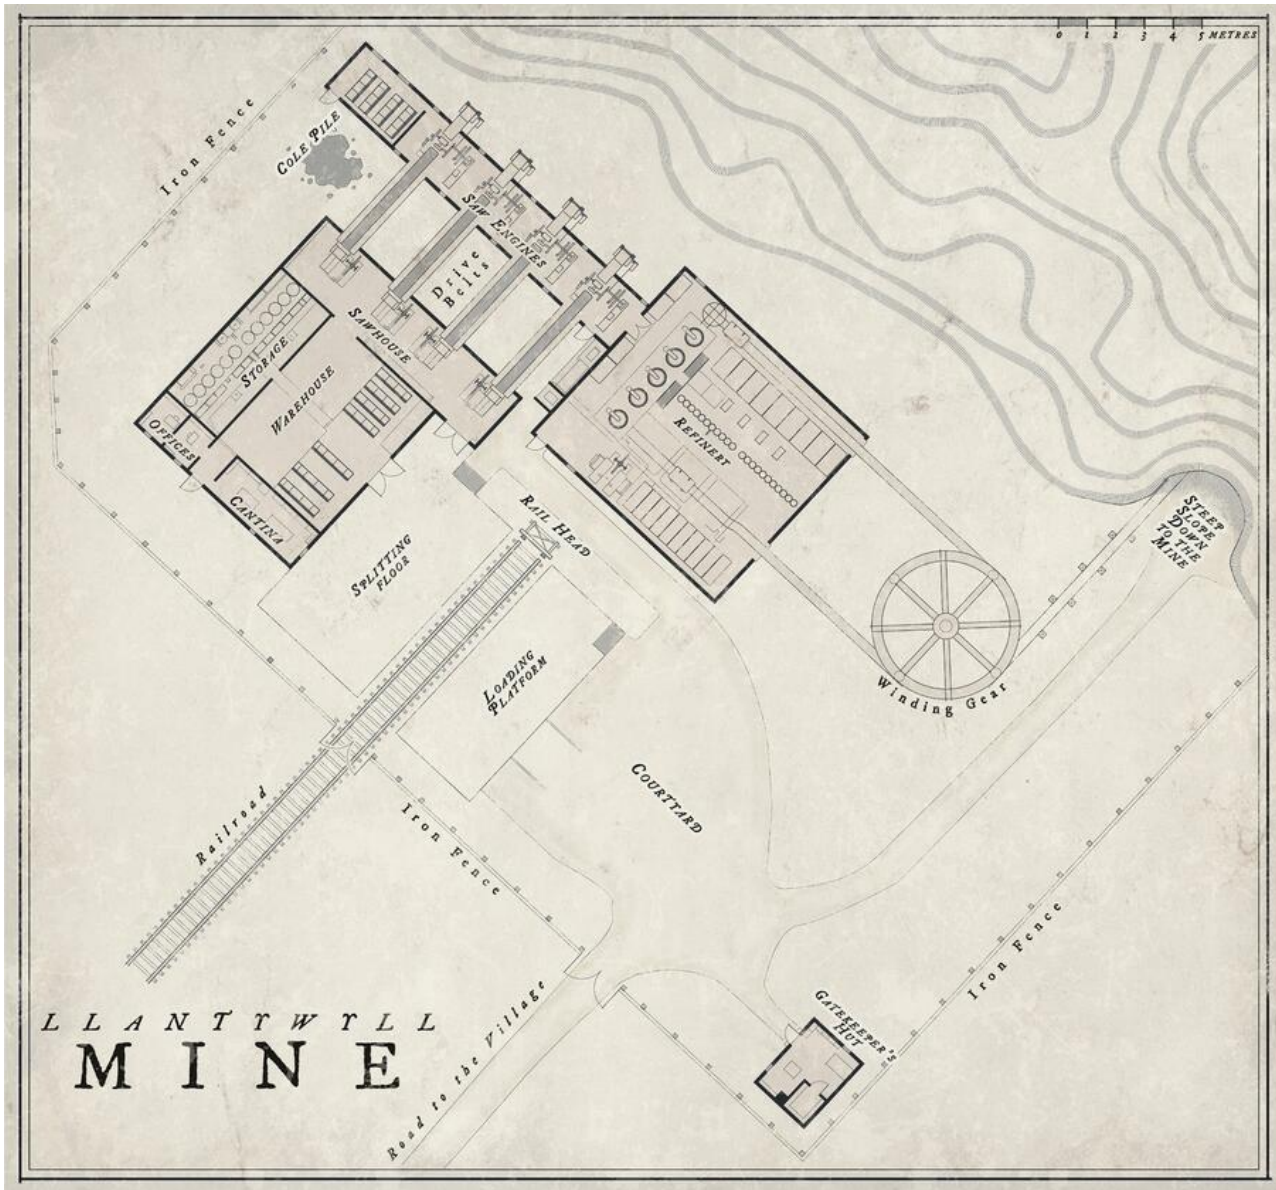 0 1 2 3 4 5 METRES
Iron Fence
COLE PILE
SAW ENGINES
Drive
Belts
SAWHOUSE
STORAGE
WAREHOUSE
OFFICES
CANTINA
REFINERY
RAIL HEAD
SPLITTING
FLOOR
LOADING
PLATFORM
STEEP
SLOPE
DOWN
TO THE
MINE
Winding Gear
COURTYARD
Railroad
Iron Fence
Iron Fence
Road to the Village
GATEKEEPER'S
HUT
LLANTYWYLL
MINE